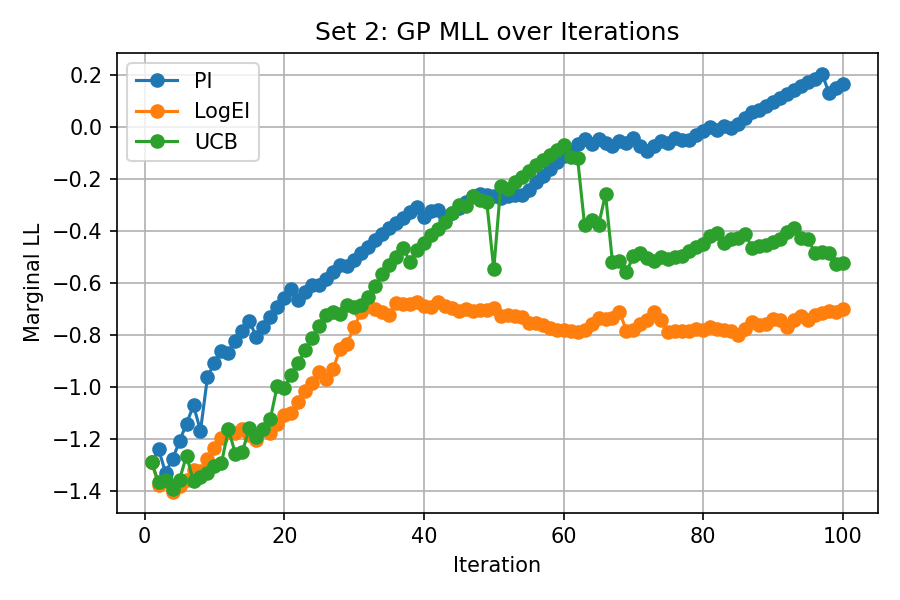 Set 2: GP MLL over Iterations
PI
LogEI
UCB
Marginal LL
0.2
0.0
−0.2
−0.4
−0.6
−0.8
−1.0
−1.2
−1.4
0 20 40 60 80 100
Iteration